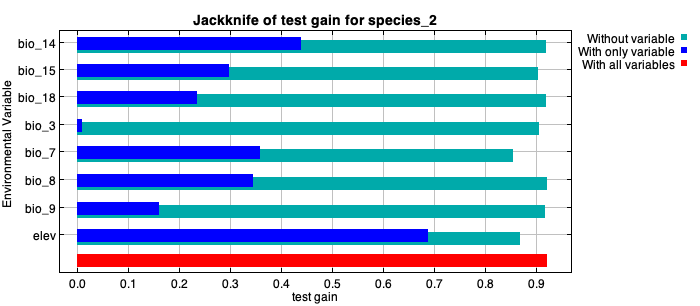 Jackknife of test gain for species_2
Without variable
With only variable
With all variables
Environmental Variable
bio_14
bio_15
bio_18
bio_3
bio_7
bio_8
bio_9
elev
0.0 0.1 0.2 0.3 0.4 0.5 0.6 0.7 0.8 0.9
test gain